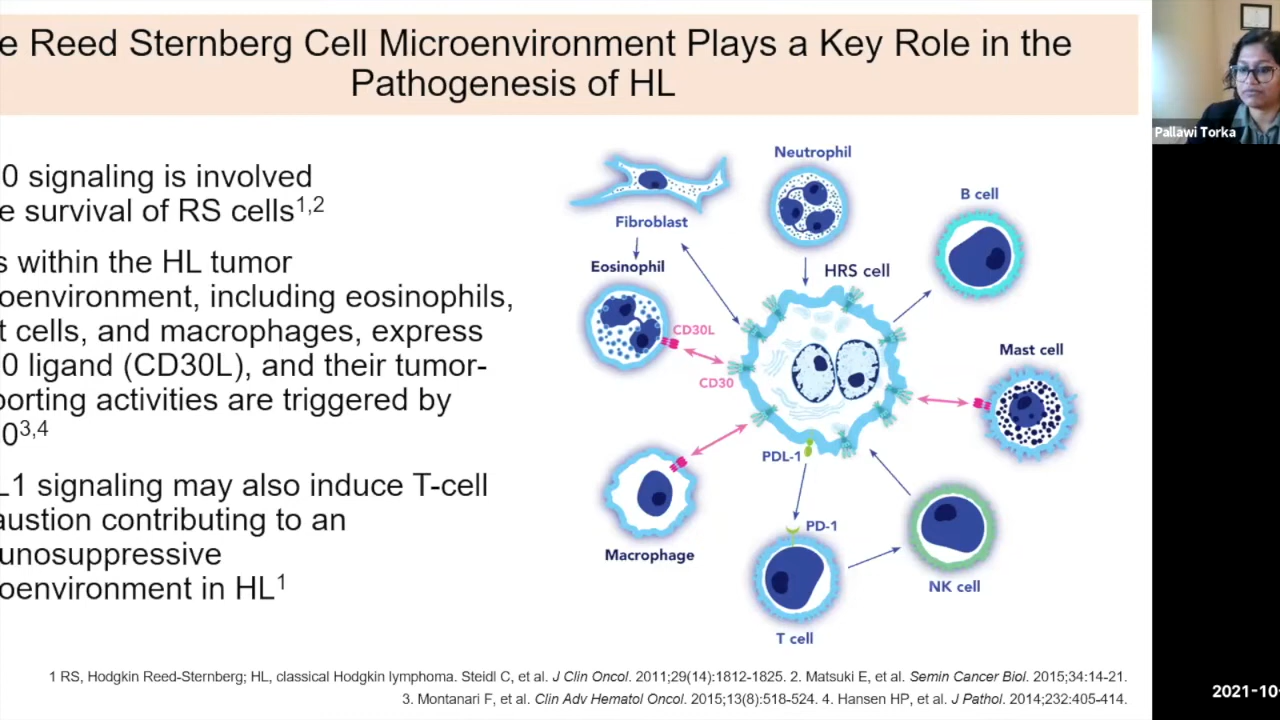 e Reed Sternberg Cell Microenvironment Plays a Key Role in the
Pathogenesis of HL
0 signaling is involved
e survival of RS cells1,2
s within the HL tumor
oenvironment, including eosinophils,
t cells, and macrophages, express
0 ligand (CD30L), and their tumor-
porting activities are triggered by
03,4
L1 signaling may also induce T-cell
austion contributing to an
unosuppressive
oenvironment in HL1
Neutrophil
B cell
Fibroblast
Eosinophil
HRS cell
CD30L
Mast cell
CD30
PDL-1
PD-1
Macrophage
NK cell
T cell
1 RS, Hodgkin Reed-Sternberg; HL, classical Hodgkin lymphoma. Steidl C, et al. J Clin Oncol. 2011;29(14):1812-1825. 2. Matsuki E, et al. Semin Cancer Biol. 2015;34:14-21.
3. Montanari F, et al. Clin Adv Hematol Oncol. 2015;13(8):518-524. 4. Hansen HP, et al. J Pathol. 2014;232:405-414.
Pallawi Torka
2021-10-